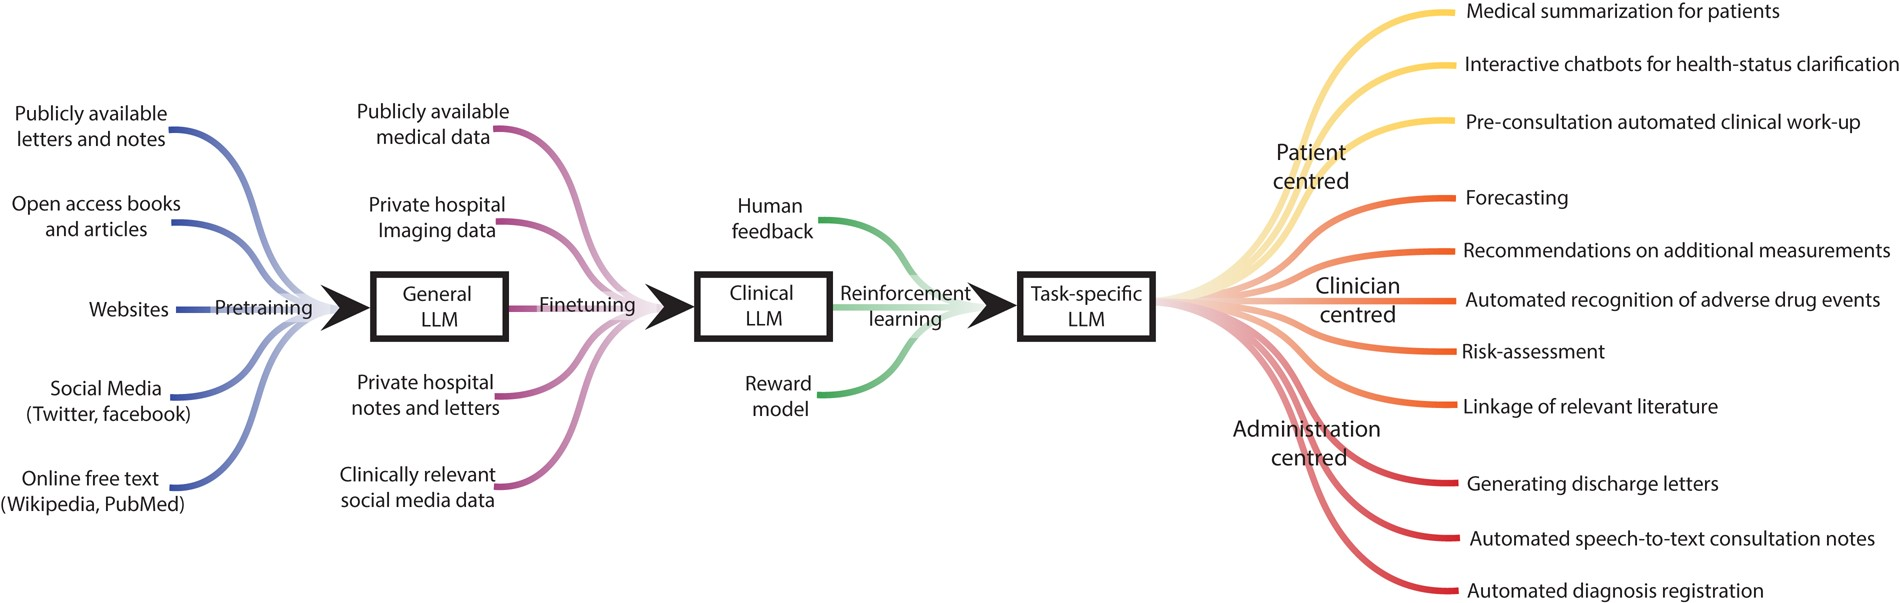 Publicly available
letters and notes
Open access books
and articles
Websites
Social Media
(Twitter, facebook)
Online free text
(Wikipedia, PubMed)
Pretraining
General
LLM
Publicly available
medical data
Private hospital
Imaging data
Finetuning
Private hospital
notes and letters
Clinically relevant
social media data
Clinical
LLM
Human
feedback
Reinforcement
learning
Reward
model
Task-specific
LLM
Patient
centred
Medical summarization for patients
Interactive chatbots for health-status clarification
Pre-consultation automated clinical work-up
Clinician
centred
Forecasting
Recommendations on additional measurements
Automated recognition of adverse drug events
Risk-assessment
Linkage of relevant literature
Administration
centred
Generating discharge letters
Automated speech-to-text consultation notes
Automated diagnosis registration